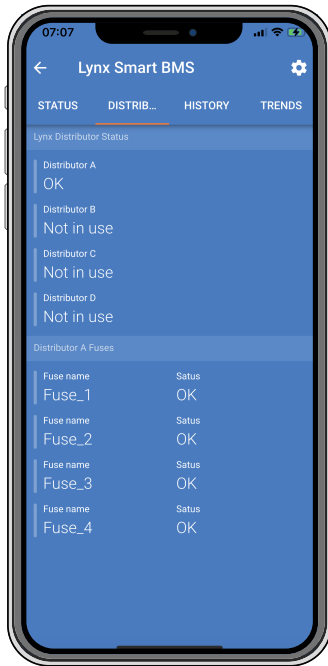 07:07
Lynx Smart BMS
STATUS DISTRIB... HISTORY TRENDS
Lynx Distributor Status
Distributor A
OK
Distributor B
Not in use
Distributor C
Not in use
Distributor D
Not in use
Distributor A Fuses
Fuse name Satus
Fuse_1 OK
Fuse name Satus
Fuse_2 OK
Fuse name Satus
Fuse_3 OK
Fuse name Satus
Fuse_4 OK